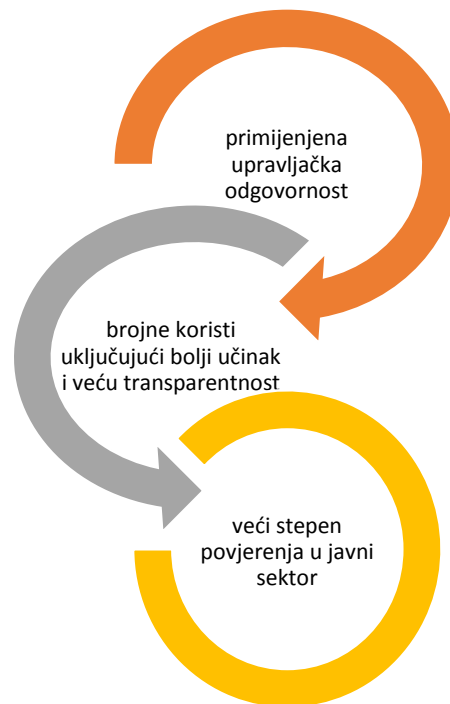 primijenjena
upravljačka
odgovornost
brojne koristi
uključujući bolji učinak
i veću transparentnost
veći stepen
povjerenja u javni
sektor